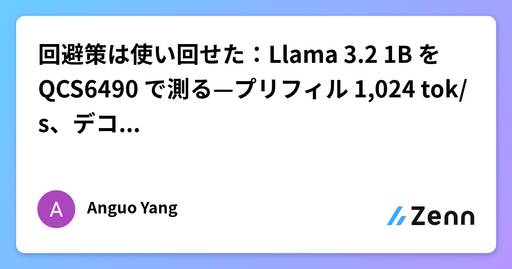 回避策は使い回せた：Llama 3.2 1B を
QCS6490 で測る—プリフィル 1,024 tok/
s、デコ...
A
Anguo Yang
Zenn